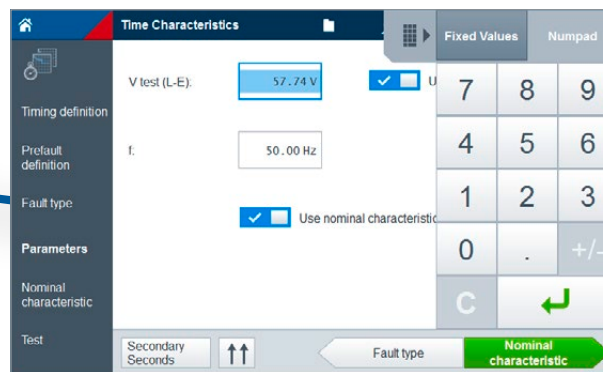 Time Characteristics
Fixed Values
Numpad
V test (L-E):
57.74 V
U
Timing definition
Prefault
definition
f:
50.00 Hz
Fault type
Use nominal characteristic
Parameters
Nominal
characteristic
Test
7
8
9
4
5
6
1
2
3
0
.
+/-
C
Secondary
Seconds
Fault type
Nominal
characteristic